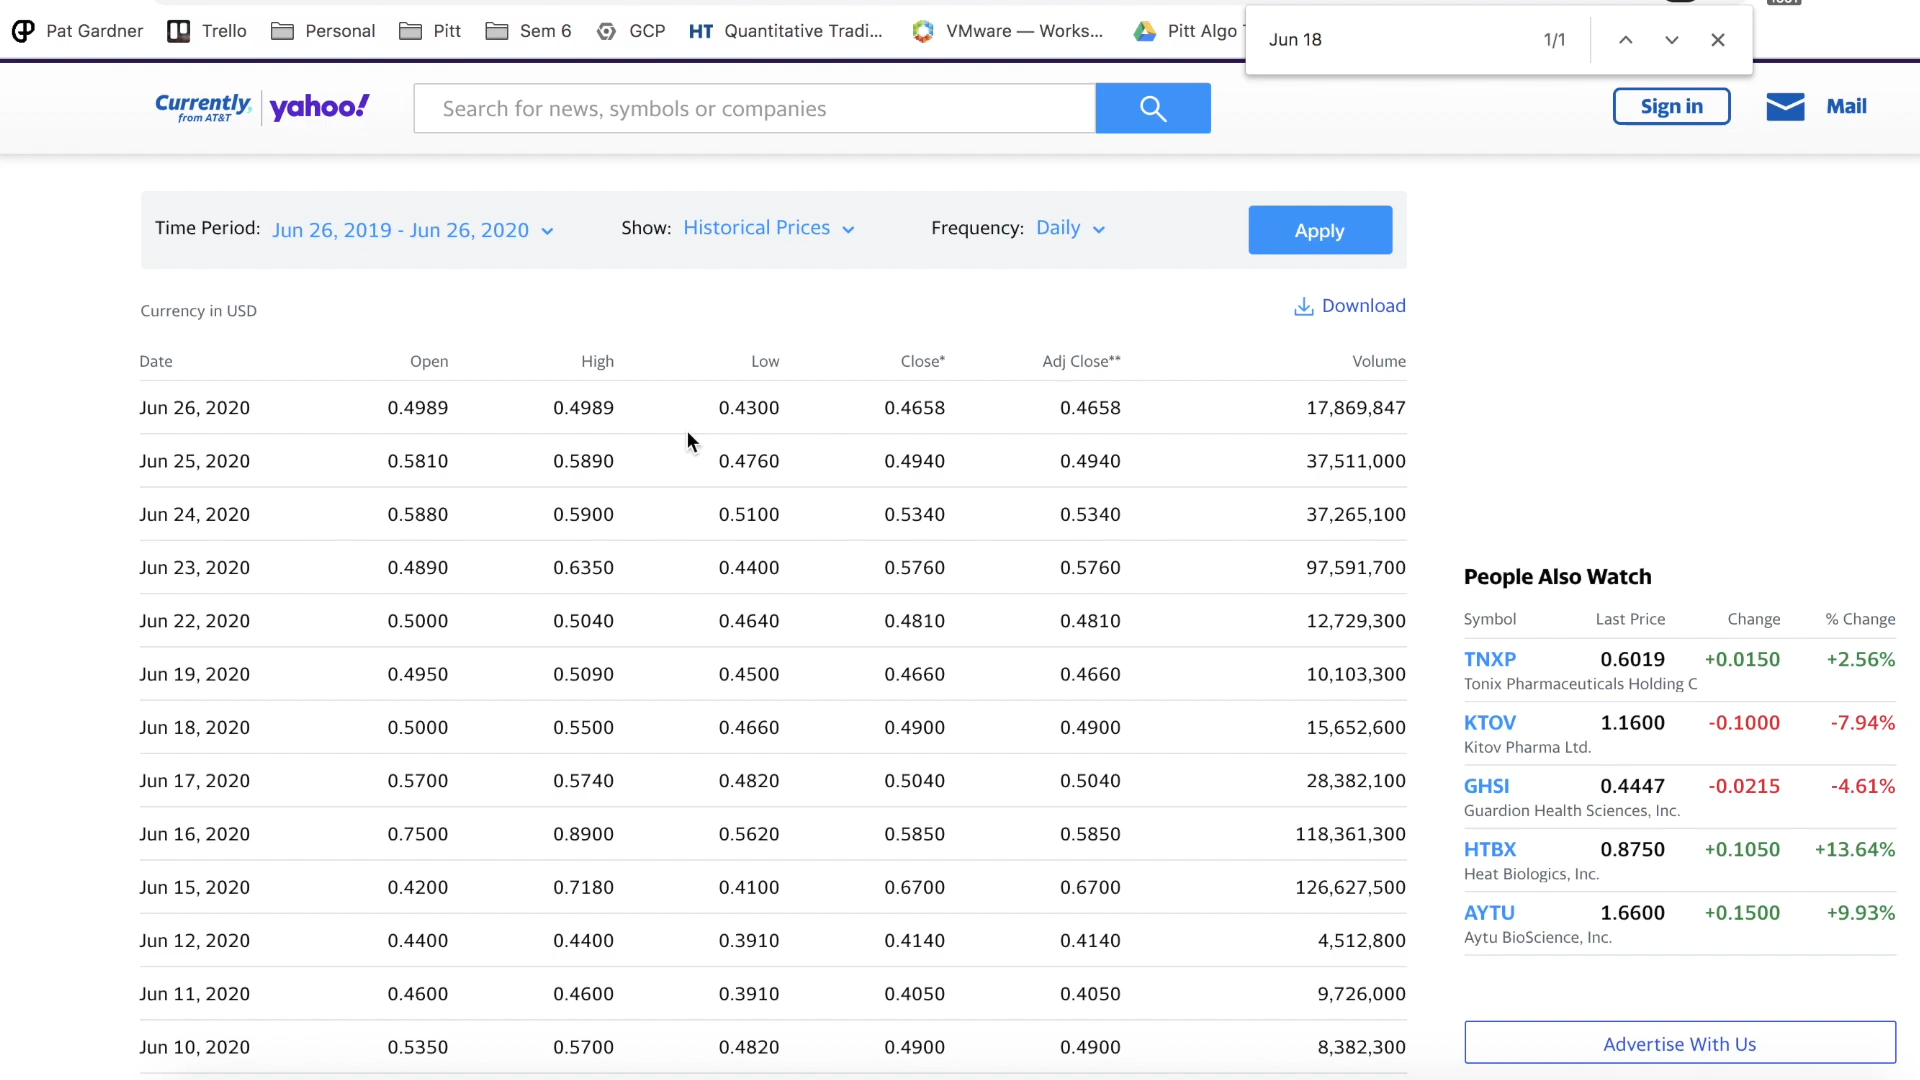 Pat Gardner Trello Personal Pitt Sem 6 GCP HT Quantitative Tradi... VMware — Works... Pitt Algo
Jun 18 1/1
Currently from AT&T yahoo! Search for news, symbols or companies Sign in Mail
Time Period: Jun 26, 2019 - Jun 26, 2020 Show: Historical Prices Frequency: Daily Apply
Currency in USD Download
Date Open High Low Close* Adj Close** Volume
Jun 26, 2020 0.4989 0.4989 0.4300 0.4658 0.4658 17,869,847
Jun 25, 2020 0.5810 0.5890 0.4760 0.4940 0.4940 37,511,000
Jun 24, 2020 0.5880 0.5900 0.5100 0.5340 0.5340 37,265,100
Jun 23, 2020 0.4890 0.6350 0.4400 0.5760 0.5760 97,591,700
Jun 22, 2020 0.5000 0.5040 0.4640 0.4810 0.4810 12,729,300
Jun 19, 2020 0.4950 0.5090 0.4500 0.4660 0.4660 10,103,300
Jun 18, 2020 0.5000 0.5500 0.4660 0.4900 0.4900 15,652,600
Jun 17, 2020 0.5700 0.5740 0.4820 0.5040 0.5040 28,382,100
Jun 16, 2020 0.7500 0.8900 0.5620 0.5850 0.5850 118,361,300
Jun 15, 2020 0.4200 0.7180 0.4100 0.6700 0.6700 126,627,500
Jun 12, 2020 0.4400 0.4400 0.3910 0.4140 0.4140 4,512,800
Jun 11, 2020 0.4600 0.4600 0.3910 0.4050 0.4050 9,726,000
Jun 10, 2020 0.5350 0.5700 0.4820 0.4900 0.4900 8,382,300
People Also Watch
Symbol Last Price Change % Change
TNXP 0.6019 +0.0150 +2.56%
Tonix Pharmaceuticals Holding C
KTOV 1.1600 -0.1000 -7.94%
Kitov Pharma Ltd.
GHSI 0.4447 -0.0215 -4.61%
Guardion Health Sciences, Inc.
HTBX 0.8750 +0.1050 +13.64%
Heat Biologics, Inc.
AYTU 1.6600 +0.1500 +9.93%
Aytu BioScience, Inc.
Advertise With Us